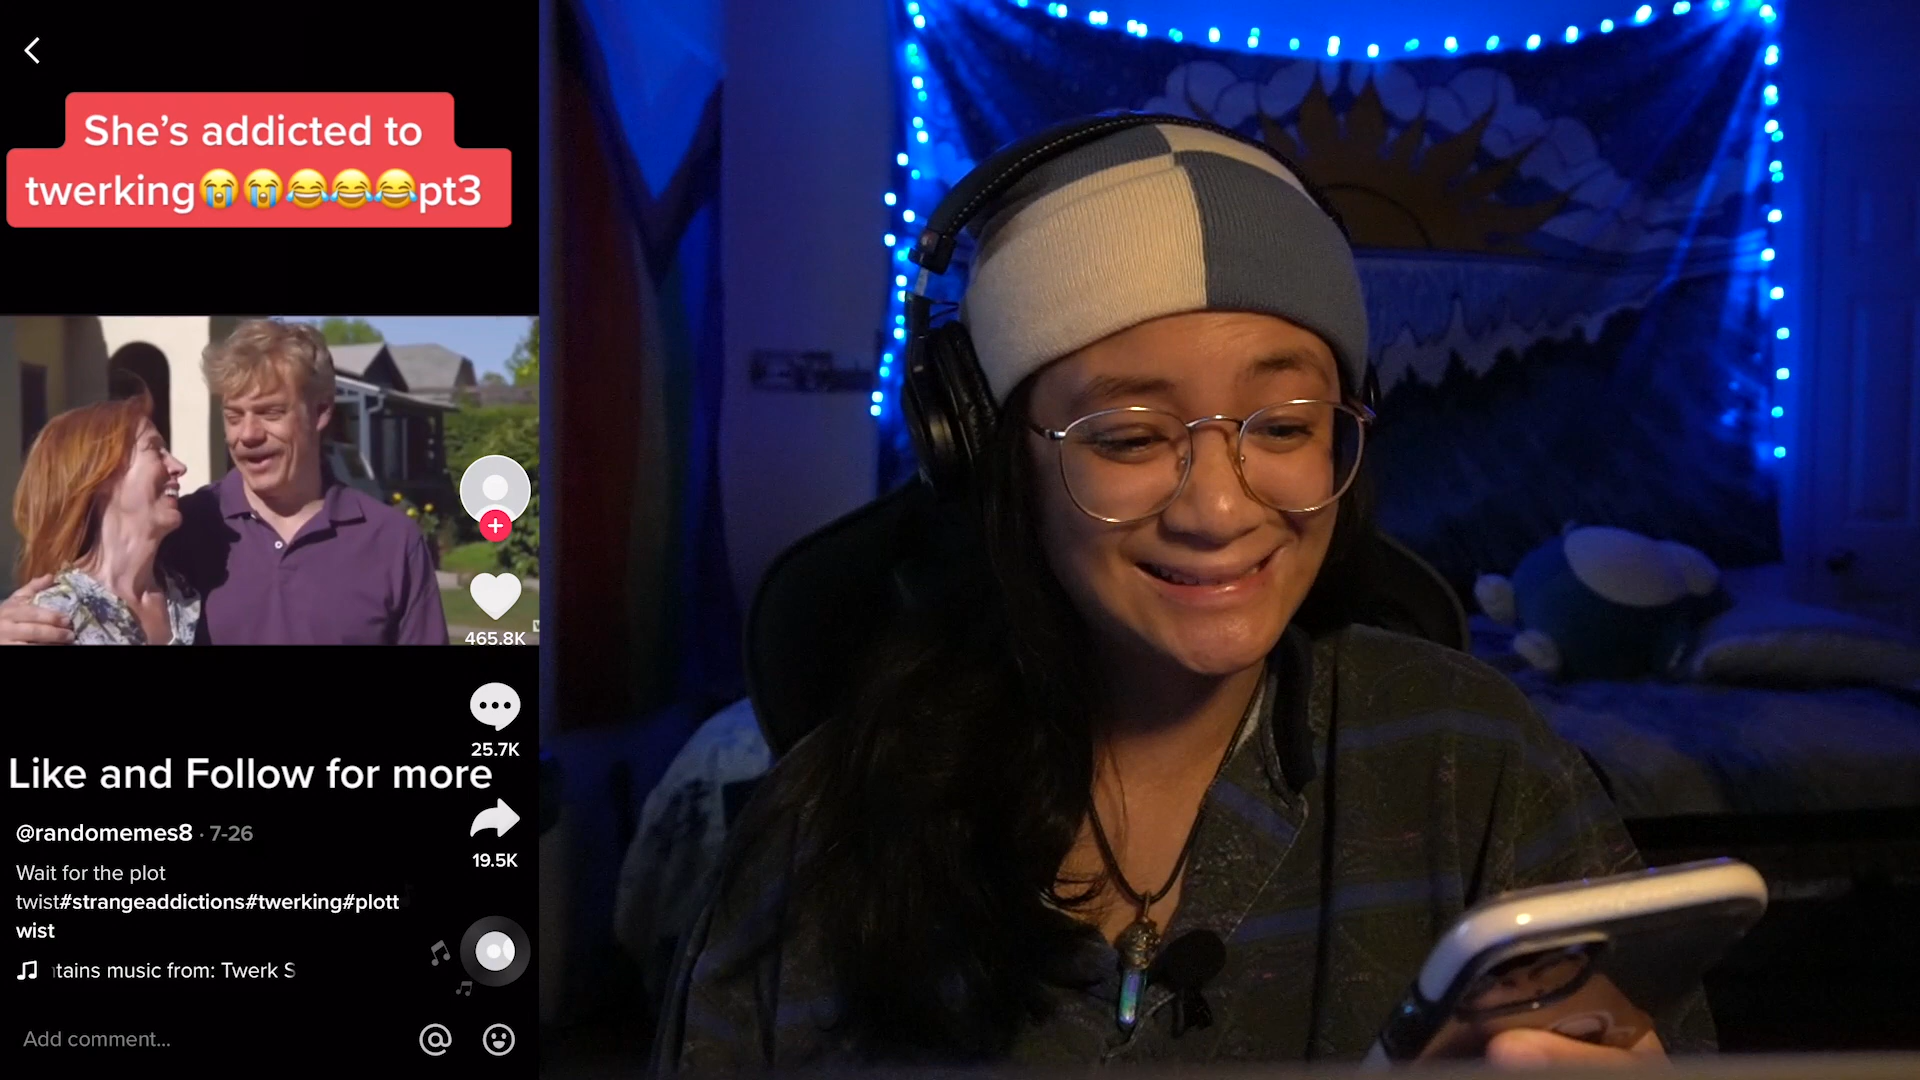 She's addicted to
twerking😭😭😂😂😂pt3
465.8K
25.7K
Like and Follow for more
@randomemes8 · 7-26
19.5K
Wait for the plot
twist#strangeaddictions#twerking#plott
wist
tains music from: Twerk S
Add comment...